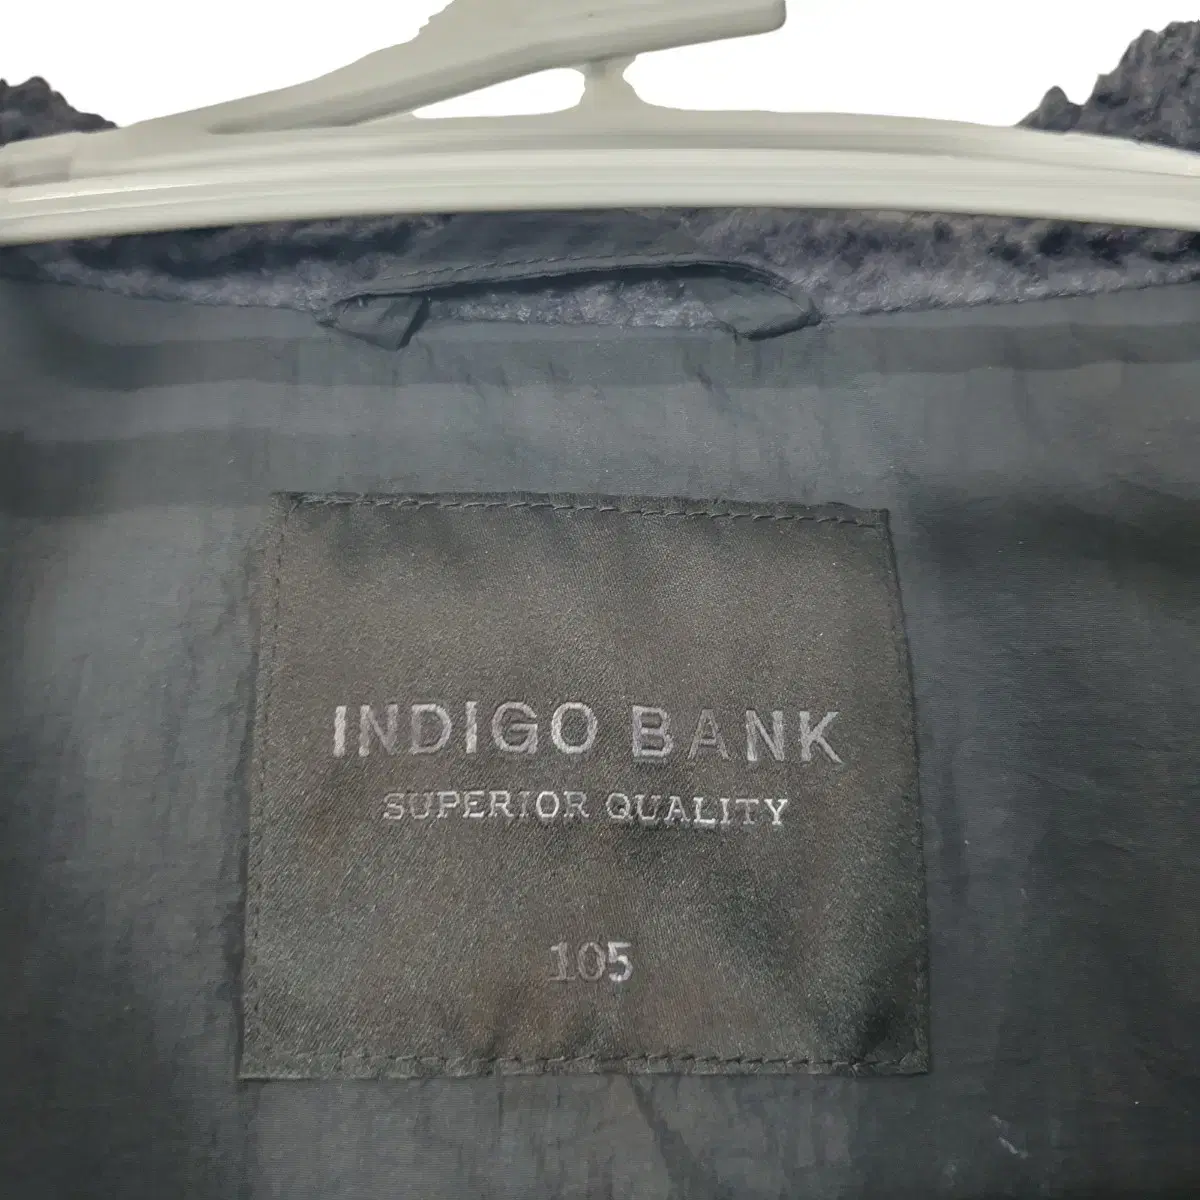 INDIGO BANK
SUPERIOR QUALITY
105